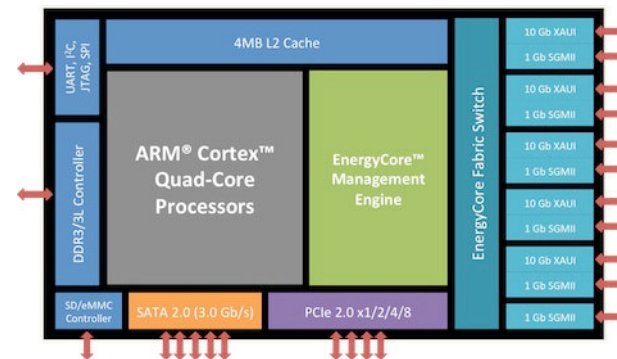 UART, I²C,
JTAG, SPI
4MB L2 Cache
DDR3/3L Controller
ARM® Cortex™
Quad-Core
Processors
EnergyCore™
Management
Engine
EnergyCore Fabric Switch
10 Gb XAUI
1 Gb SGMII
10 Gb XAUI
1 Gb SGMII
10 Gb XAUI
1 Gb SGMII
10 Gb XAUI
1 Gb SGMII
10 Gb XAUI
1 Gb SGMII
1 Gb SGMII
SD/eMMC
Controller
SATA 2.0 (3.0 Gb/s)
PCIe 2.0 x1/2/4/8